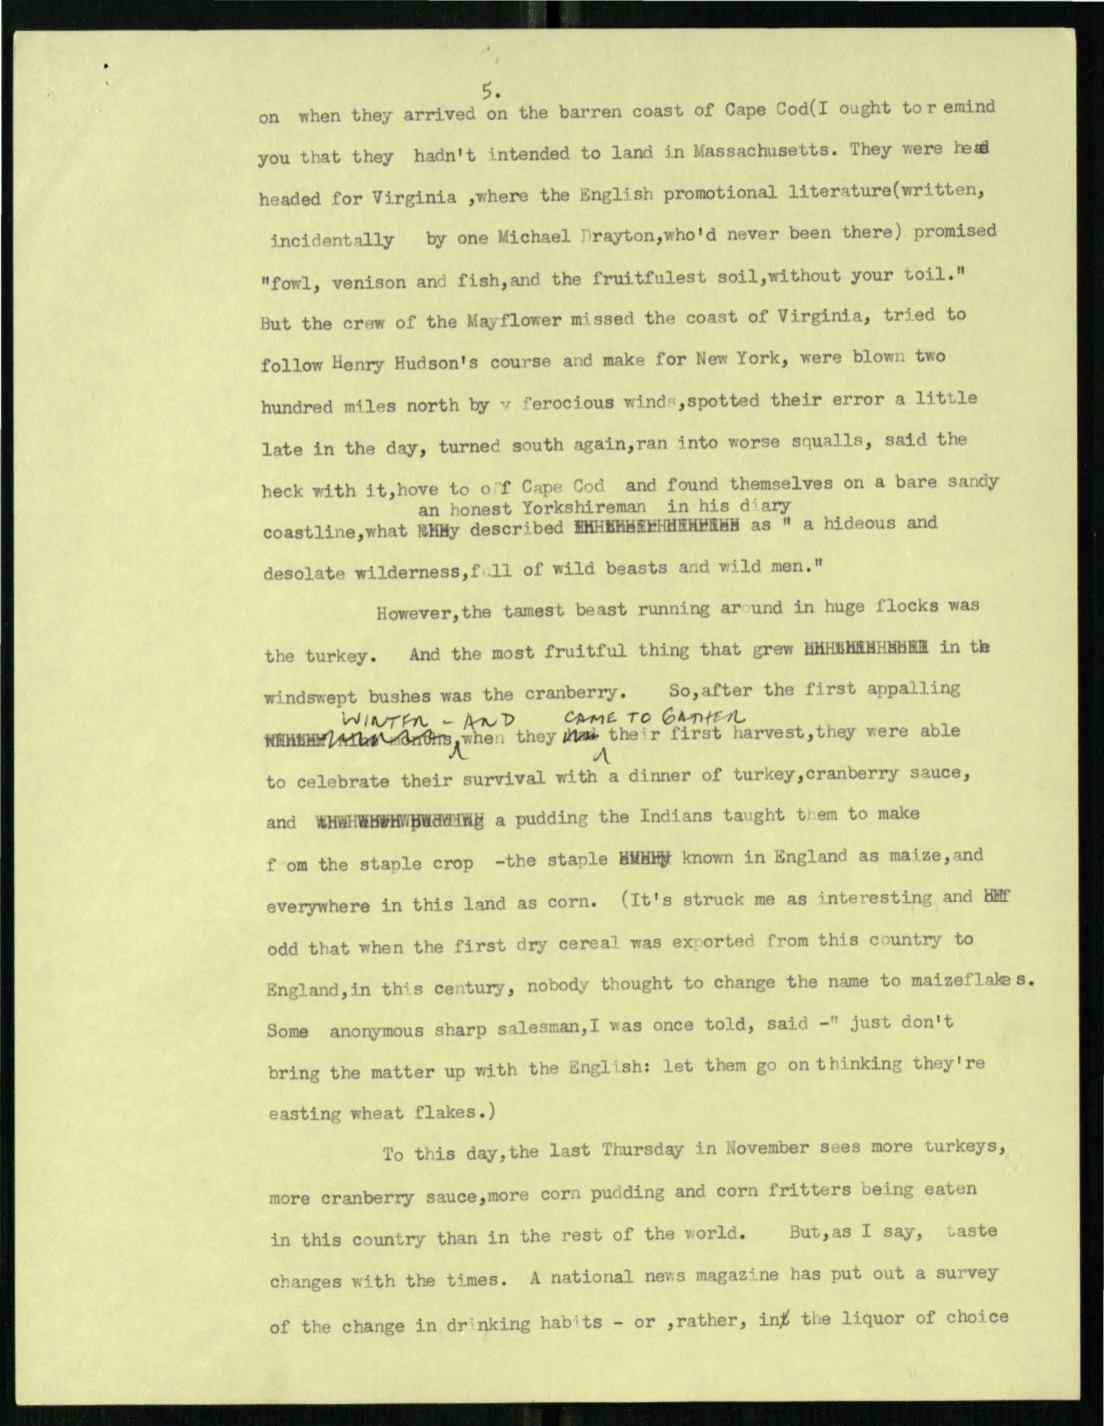 5.
on when they arrived on the barren coast of Cape Cod(I ought to r emind
you that they hadn't intended to land in Massachusetts. They were head
headed for Virginia ,where the English promotional literature(written,
incidentally by one Michael Drayton,who'd never been there) promised
"fowl, venison and fish,and the fruitfulest soil,without your toil."
But the crew of the Mayflower missed the coast of Virginia, tried to
follow Henry Hudson's course and make for New York, were blown two
hundred miles north by v ferocious winds,spotted their error a little
late in the day, turned south again,ran into worse squalls, said the
heck with it,hove to off Cape Cod and found themselves on a bare sandy
an honest Yorkshireman in his diary
coastline,what described as " a hideous and
desolate wilderness,full of wild beasts and wild men."
However,the tamest beast running around in huge flocks was
the turkey. And the most fruitful thing that grew in the
windswept bushes was the cranberry. So,after the first appalling
WINTER - AND CAME TO GATHER
months,when they their first harvest,they were able
to celebrate their survival with a dinner of turkey,cranberry sauce,
and pudding a pudding the Indians taught them to make
f om the staple crop -the staple known in England as maize,and
everywhere in this land as corn. (It's struck me as interesting and
odd that when the first dry cereal was exported from this country to
England,in this century, nobody thought to change the name to maizeflakes.
Some anonymous sharp salesman,I was once told, said -" just don't
bring the matter up with the English: let them go on thinking they're
easting wheat flakes.)
To this day,the last Thursday in November sees more turkeys,
more cranberry sauce,more corn pudding and corn fritters being eaten
in this country than in the rest of the world. But,as I say, taste
changes with the times. A national news magazine has put out a survey
of the change in drinking habits - or ,rather, in the liquor of choice